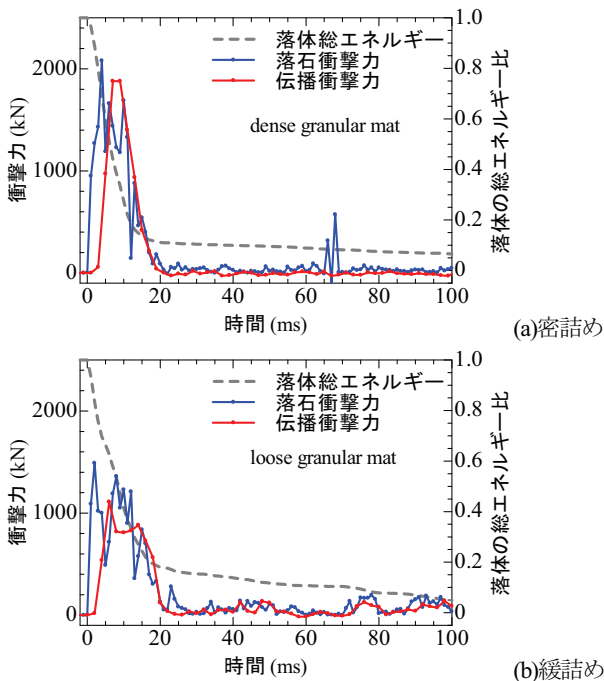 落体総エネルギー
落石衝撃力
伝播衝撃力
dense granular mat
衝撃力 (kN)
2000
1000
0
落体の総エネルギー比
1.0
0.8
0.6
0.4
0.2
0
0 20 40 60 80 100
時間 (ms)
(a)密詰め
落体総エネルギー
落石衝撃力
伝播衝撃力
loose granular mat
衝撃力 (kN)
2000
1000
0
落体の総エネルギー比
1.0
0.8
0.6
0.4
0.2
0
0 20 40 60 80 100
時間 (ms)
(b)緩詰め